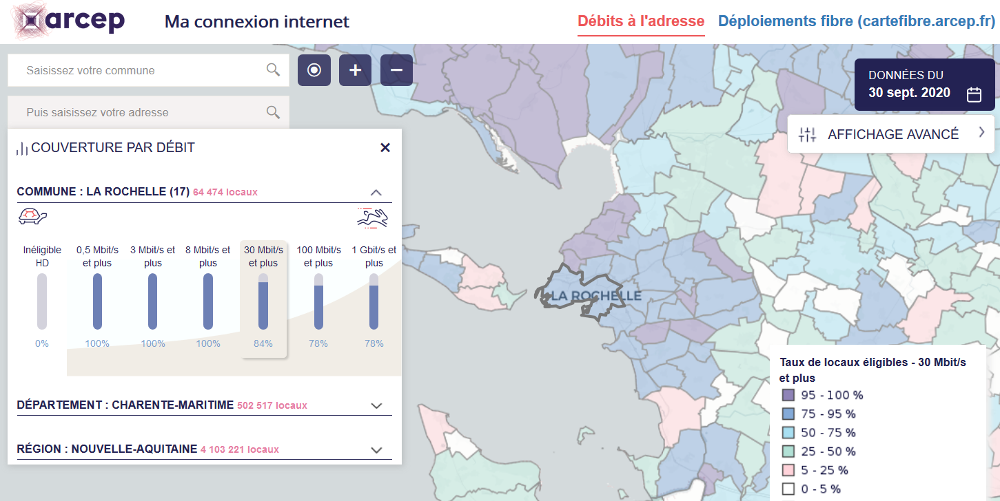 arcep
Ma connexion internet
Débits à l'adresse
Déploiements fibre (cartefibre.arcep.fr)
Saisissez votre commune
+
−
Puis saisissez votre adresse
DONNÉES DU
30 sept. 2020
AFFICHAGE AVANCÉ
COUVERTURE PAR DÉBIT
COMMUNE : LA ROCHELLE (17) 64 474 locaux
Inéligible
HD
0,5 Mbit/s
et plus
3 Mbit/s et
plus
8 Mbit/s et
plus
30 Mbit/s
et plus
100 Mbit/s
et plus
1 Gbit/s et
plus
0%
100%
100%
100%
84%
78%
78%
DÉPARTEMENT : CHARENTE-MARITIME 502 517 locaux
RÉGION : NOUVELLE-AQUITAINE 4 103 221 locaux
LA ROCHELLE
Taux de locaux éligibles - 30 Mbit/s
et plus
95 - 100 %
75 - 95 %
50 - 75 %
25 - 50 %
5 - 25 %
0 - 5 %